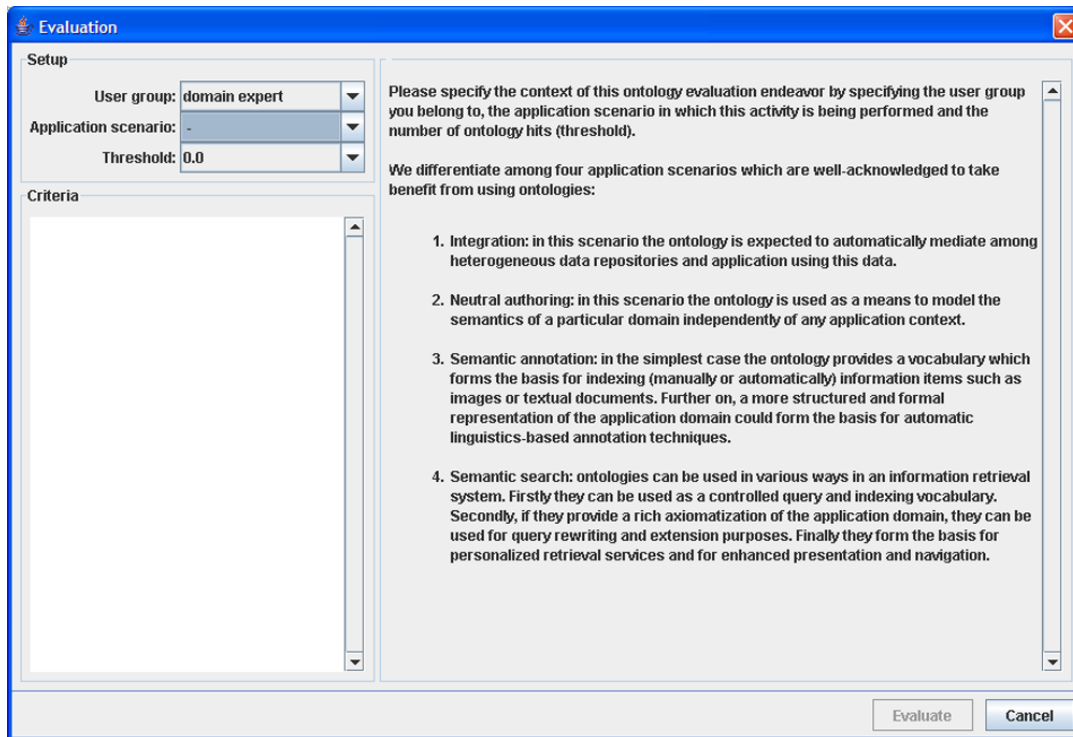 Evaluation
Setup
User group: domain expert
Application scenario: -
Threshold: 0.0
Criteria
Please specify the context of this ontology evaluation endeavor by specifying the user group
you belong to, the application scenario in which this activity is being performed and the
number of ontology hits (threshold).
We differentiate among four application scenarios which are well-acknowledged to take
benefit from using ontologies:
1. Integration: in this scenario the ontology is expected to automatically mediate among
heterogeneous data repositories and application using this data.
2. Neutral authoring: in this scenario the ontology is used as a means to model the
semantics of a particular domain independently of any application context.
3. Semantic annotation: in the simplest case the ontology provides a vocabulary which
forms the basis for indexing (manually or automatically) information items such as
images or textual documents. Further on, a more structured and formal
representation of the application domain could form the basis for automatic
linguistics-based annotation techniques.
4. Semantic search: ontologies can be used in various ways in an information retrieval
system. Firstly they can be used as a controlled query and indexing vocabulary.
Secondly, if they provide a rich axiomatization of the application domain, they can be
used for query rewriting and extension purposes. Finally they form the basis for
personalized retrieval services and for enhanced presentation and navigation.
Evaluate
Cancel